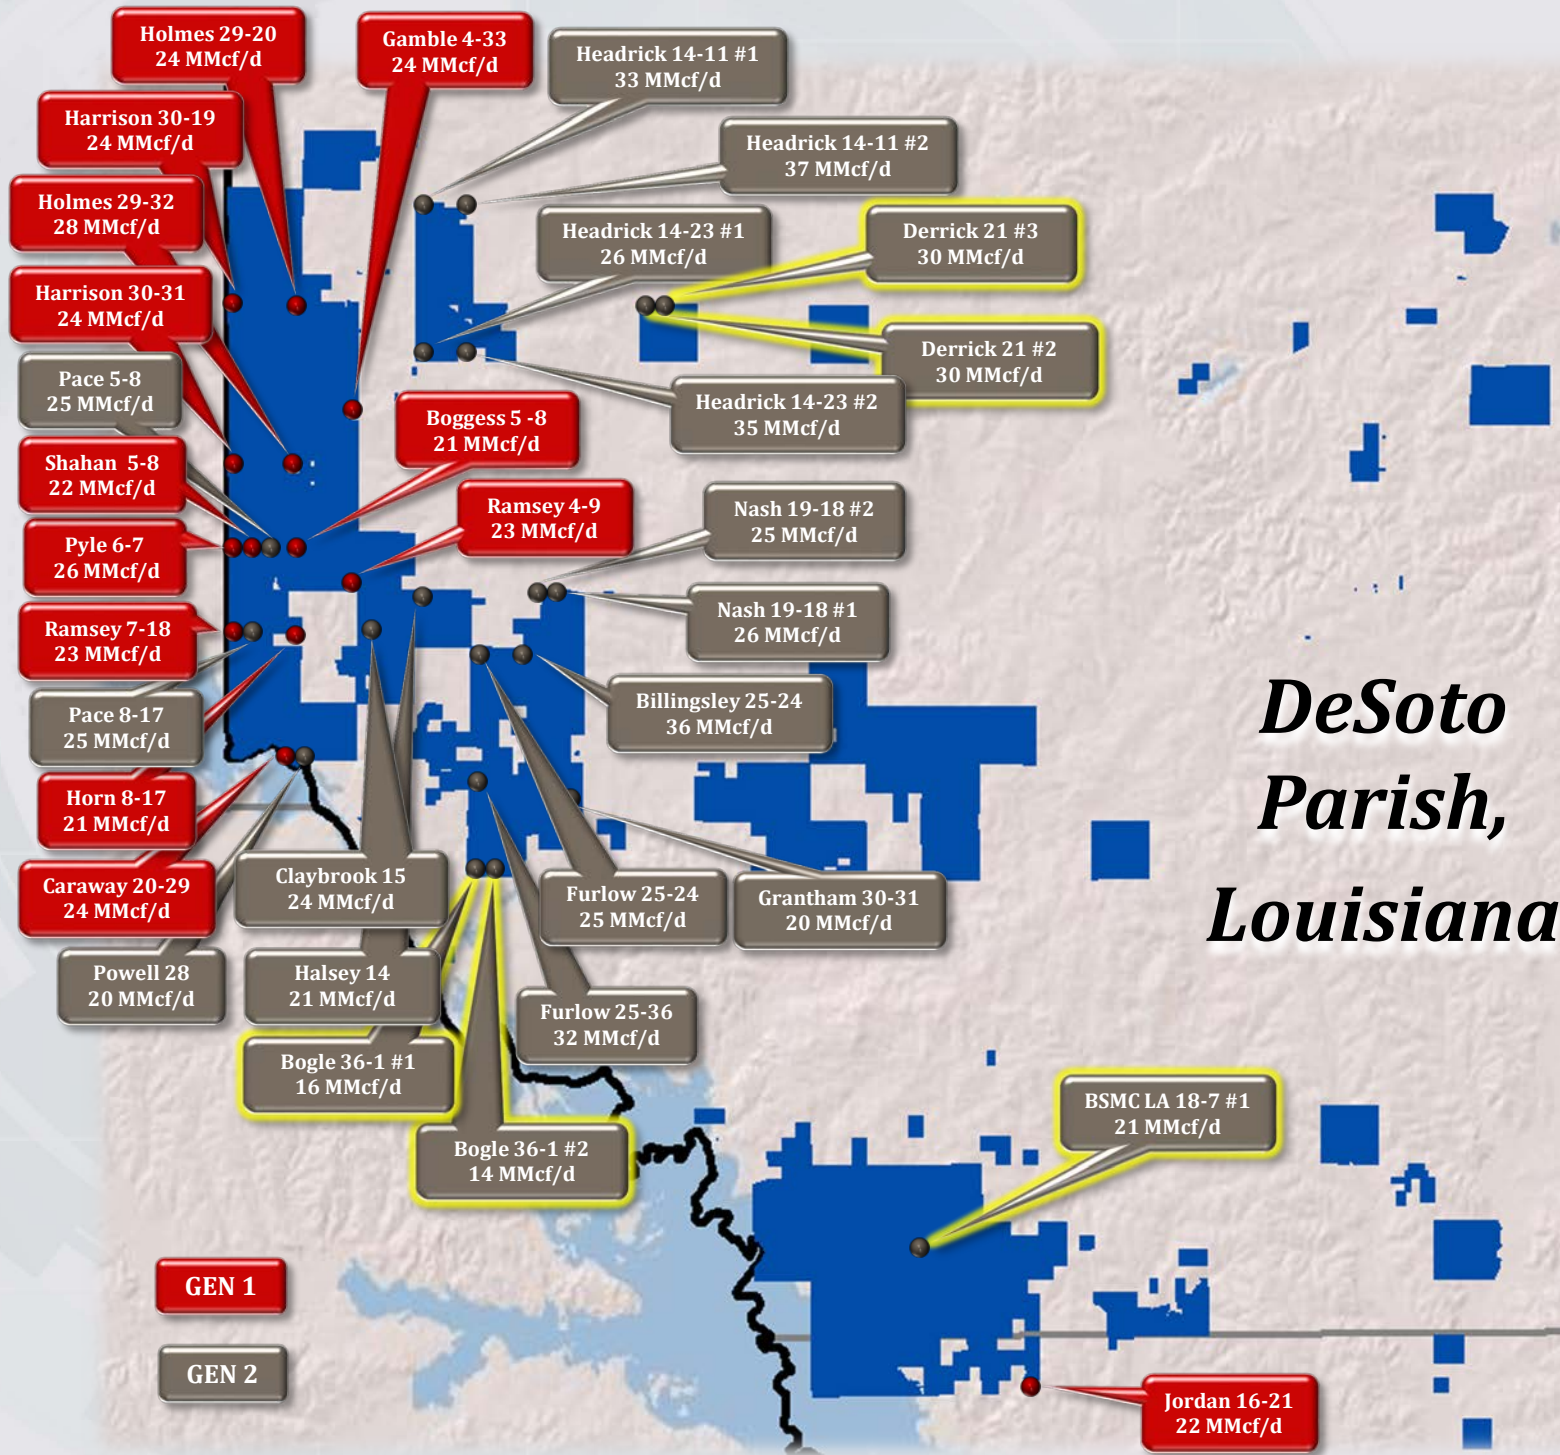 Holmes 29-20
24 MMcf/d
Gamble 4-33
24 MMcf/d
Headrick 14-11 #1
33 MMcf/d
Harrison 30-19
24 MMcf/d
Headrick 14-11 #2
37 MMcf/d
Holmes 29-32
28 MMcf/d
Headrick 14-23 #1
26 MMcf/d
Derrick 21 #3
30 MMcf/d
Harrison 30-31
24 MMcf/d
Derrick 21 #2
30 MMcf/d
Pace 5-8
25 MMcf/d
Headrick 14-23 #2
35 MMcf/d
Boggess 5 -8
21 MMcf/d
Shahan 5-8
22 MMcf/d
Ramsey 4-9
23 MMcf/d
Nash 19-18 #2
25 MMcf/d
Pyle 6-7
26 MMcf/d
Nash 19-18 #1
26 MMcf/d
Ramsey 7-18
23 MMcf/d
Billingsley 25-24
36 MMcf/d
Pace 8-17
25 MMcf/d
DeSoto
Parish,
Louisiana
Horn 8-17
21 MMcf/d
Caraway 20-29
24 MMcf/d
Claybrook 15
24 MMcf/d
Furlow 25-24
25 MMcf/d
Grantham 30-31
20 MMcf/d
Powell 28
20 MMcf/d
Halsey 14
21 MMcf/d
Furlow 25-36
32 MMcf/d
Bogle 36-1 #1
16 MMcf/d
BSMC LA 18-7 #1
21 MMcf/d
Bogle 36-1 #2
14 MMcf/d
GEN 1
GEN 2
Jordan 16-21
22 MMcf/d